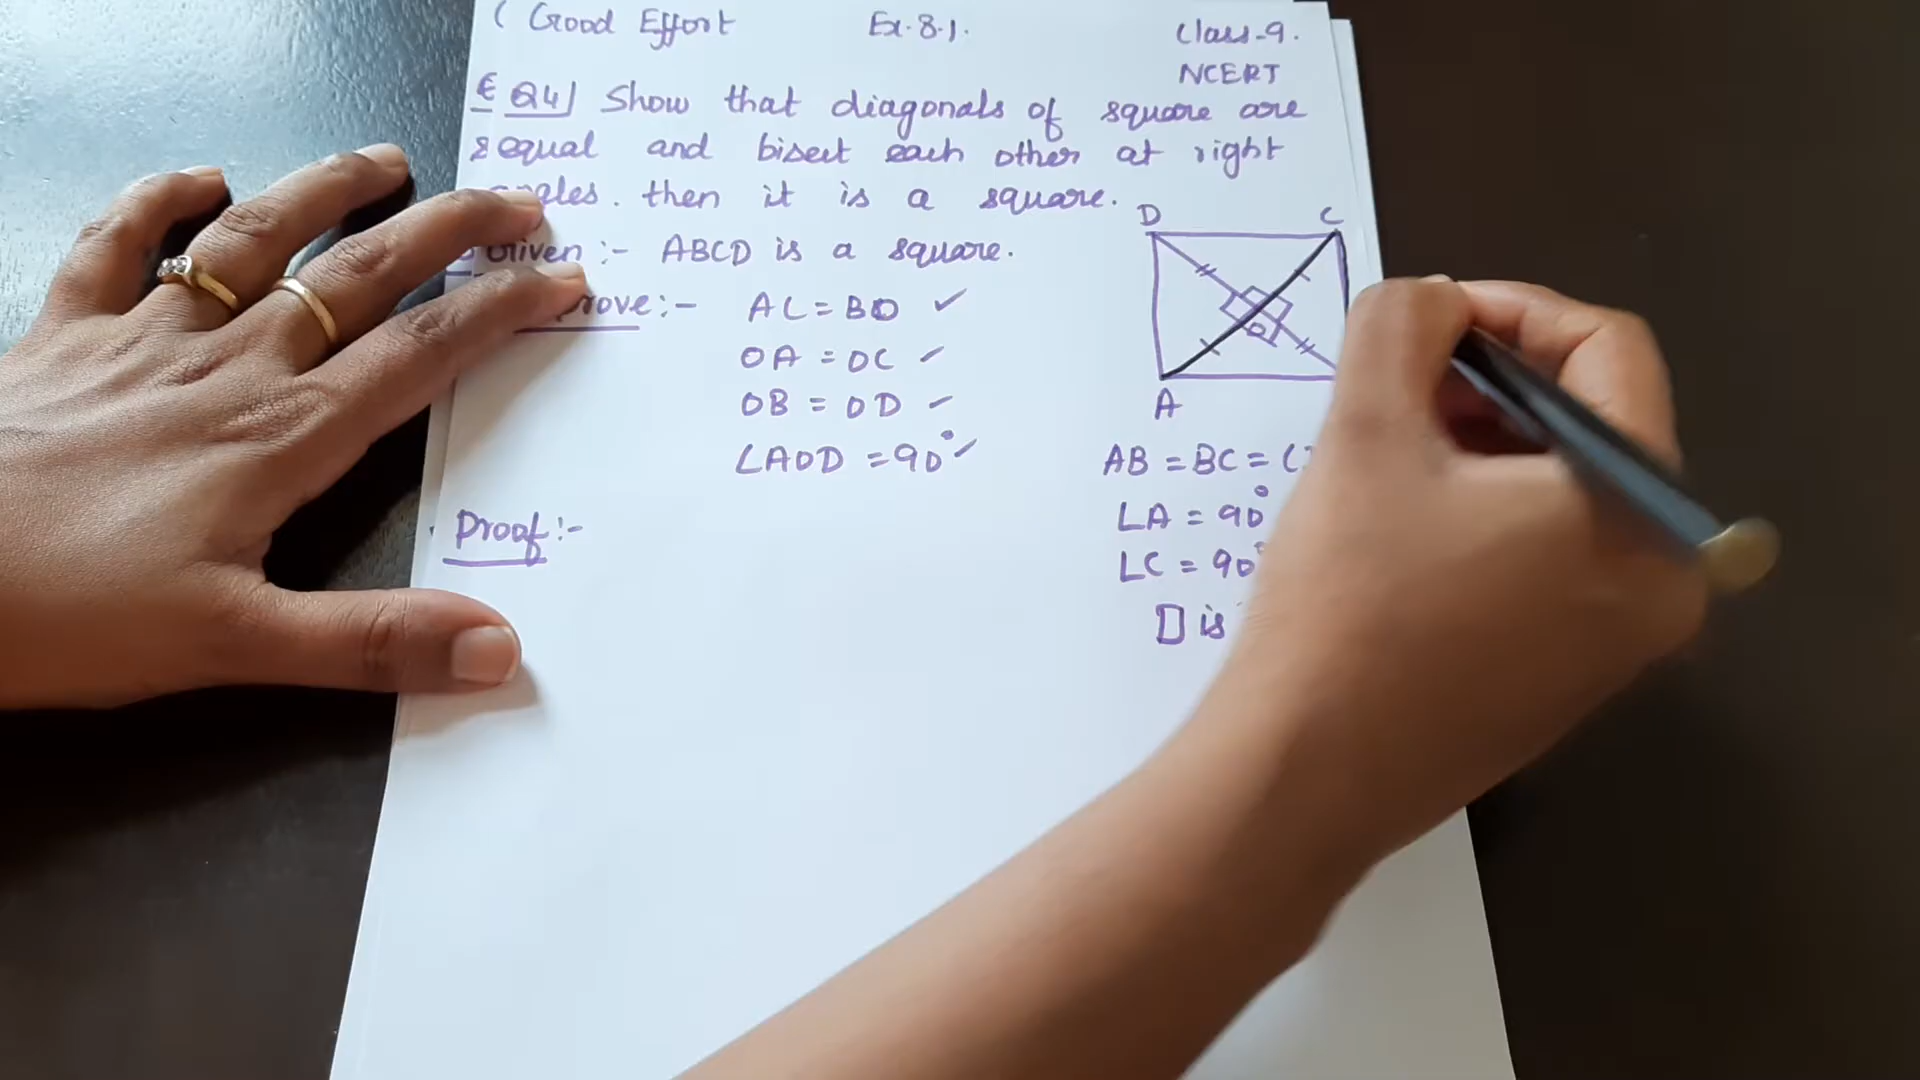 ( Good Effort Ex. 8.1. Class-9.
NCERT
Q4] Show that diagonals of square are
equal and bisect each other at right
then it is a square.
Given :- ABCD is a square.
prove :- AC = BD ✓
OA = OC ✓
OB = OD ✓
∠AOD = 90° ✓
Proof :-
D C
O
A
AB = BC =
∠A = 90°
∠C = 90°
is